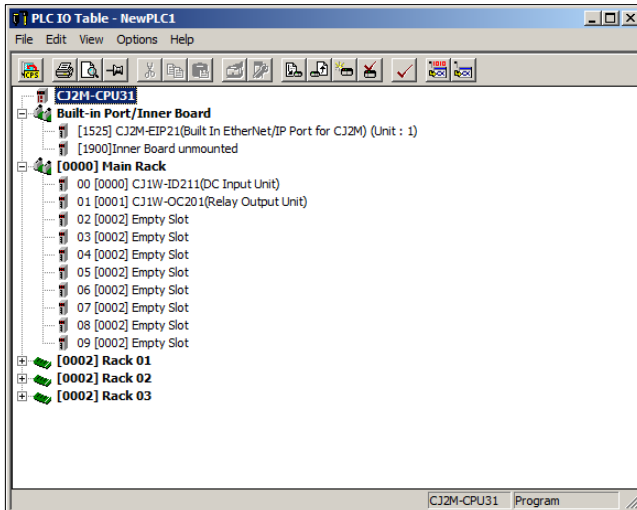 PLC IO Table - NewPLC1
File Edit View Options Help
CJ2M-CPU31
Built-in Port/Inner Board
[1525] CJ2M-EIP21(Built In EtherNet/IP Port for CJ2M) (Unit : 1)
[1900]Inner Board unmounted
[0000] Main Rack
00 [0000] CJ1W-ID211(DC Input Unit)
01 [0001] CJ1W-OC201(Relay Output Unit)
02 [0002] Empty Slot
03 [0002] Empty Slot
04 [0002] Empty Slot
05 [0002] Empty Slot
06 [0002] Empty Slot
07 [0002] Empty Slot
08 [0002] Empty Slot
09 [0002] Empty Slot
[0002] Rack 01
[0002] Rack 02
[0002] Rack 03
CJ2M-CPU31 Program